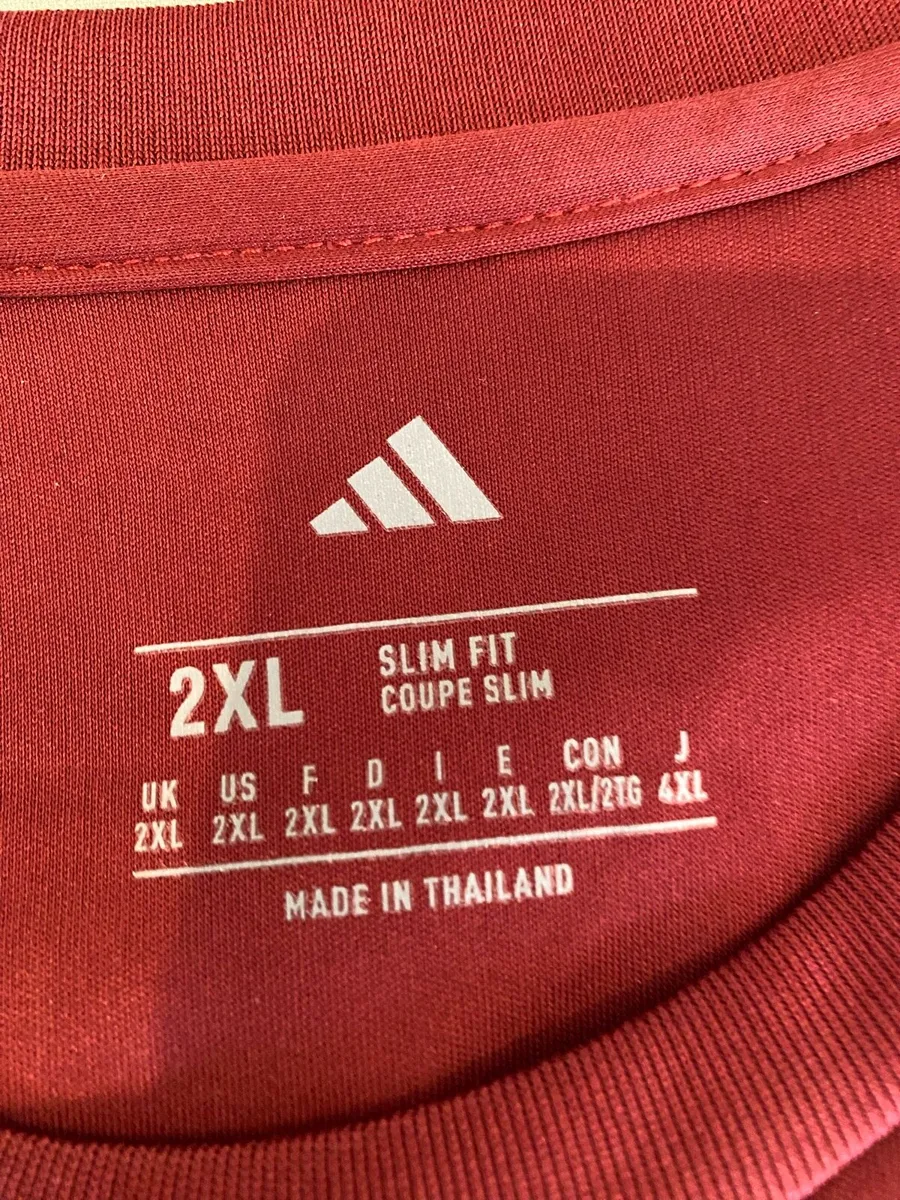 2XL SLIM FIT
COUPE SLIM
UK US F D I E CON J
2XL 2XL 2XL 2XL 2XL 2XL 2XL/2TG 4XL
MADE IN THAILAND